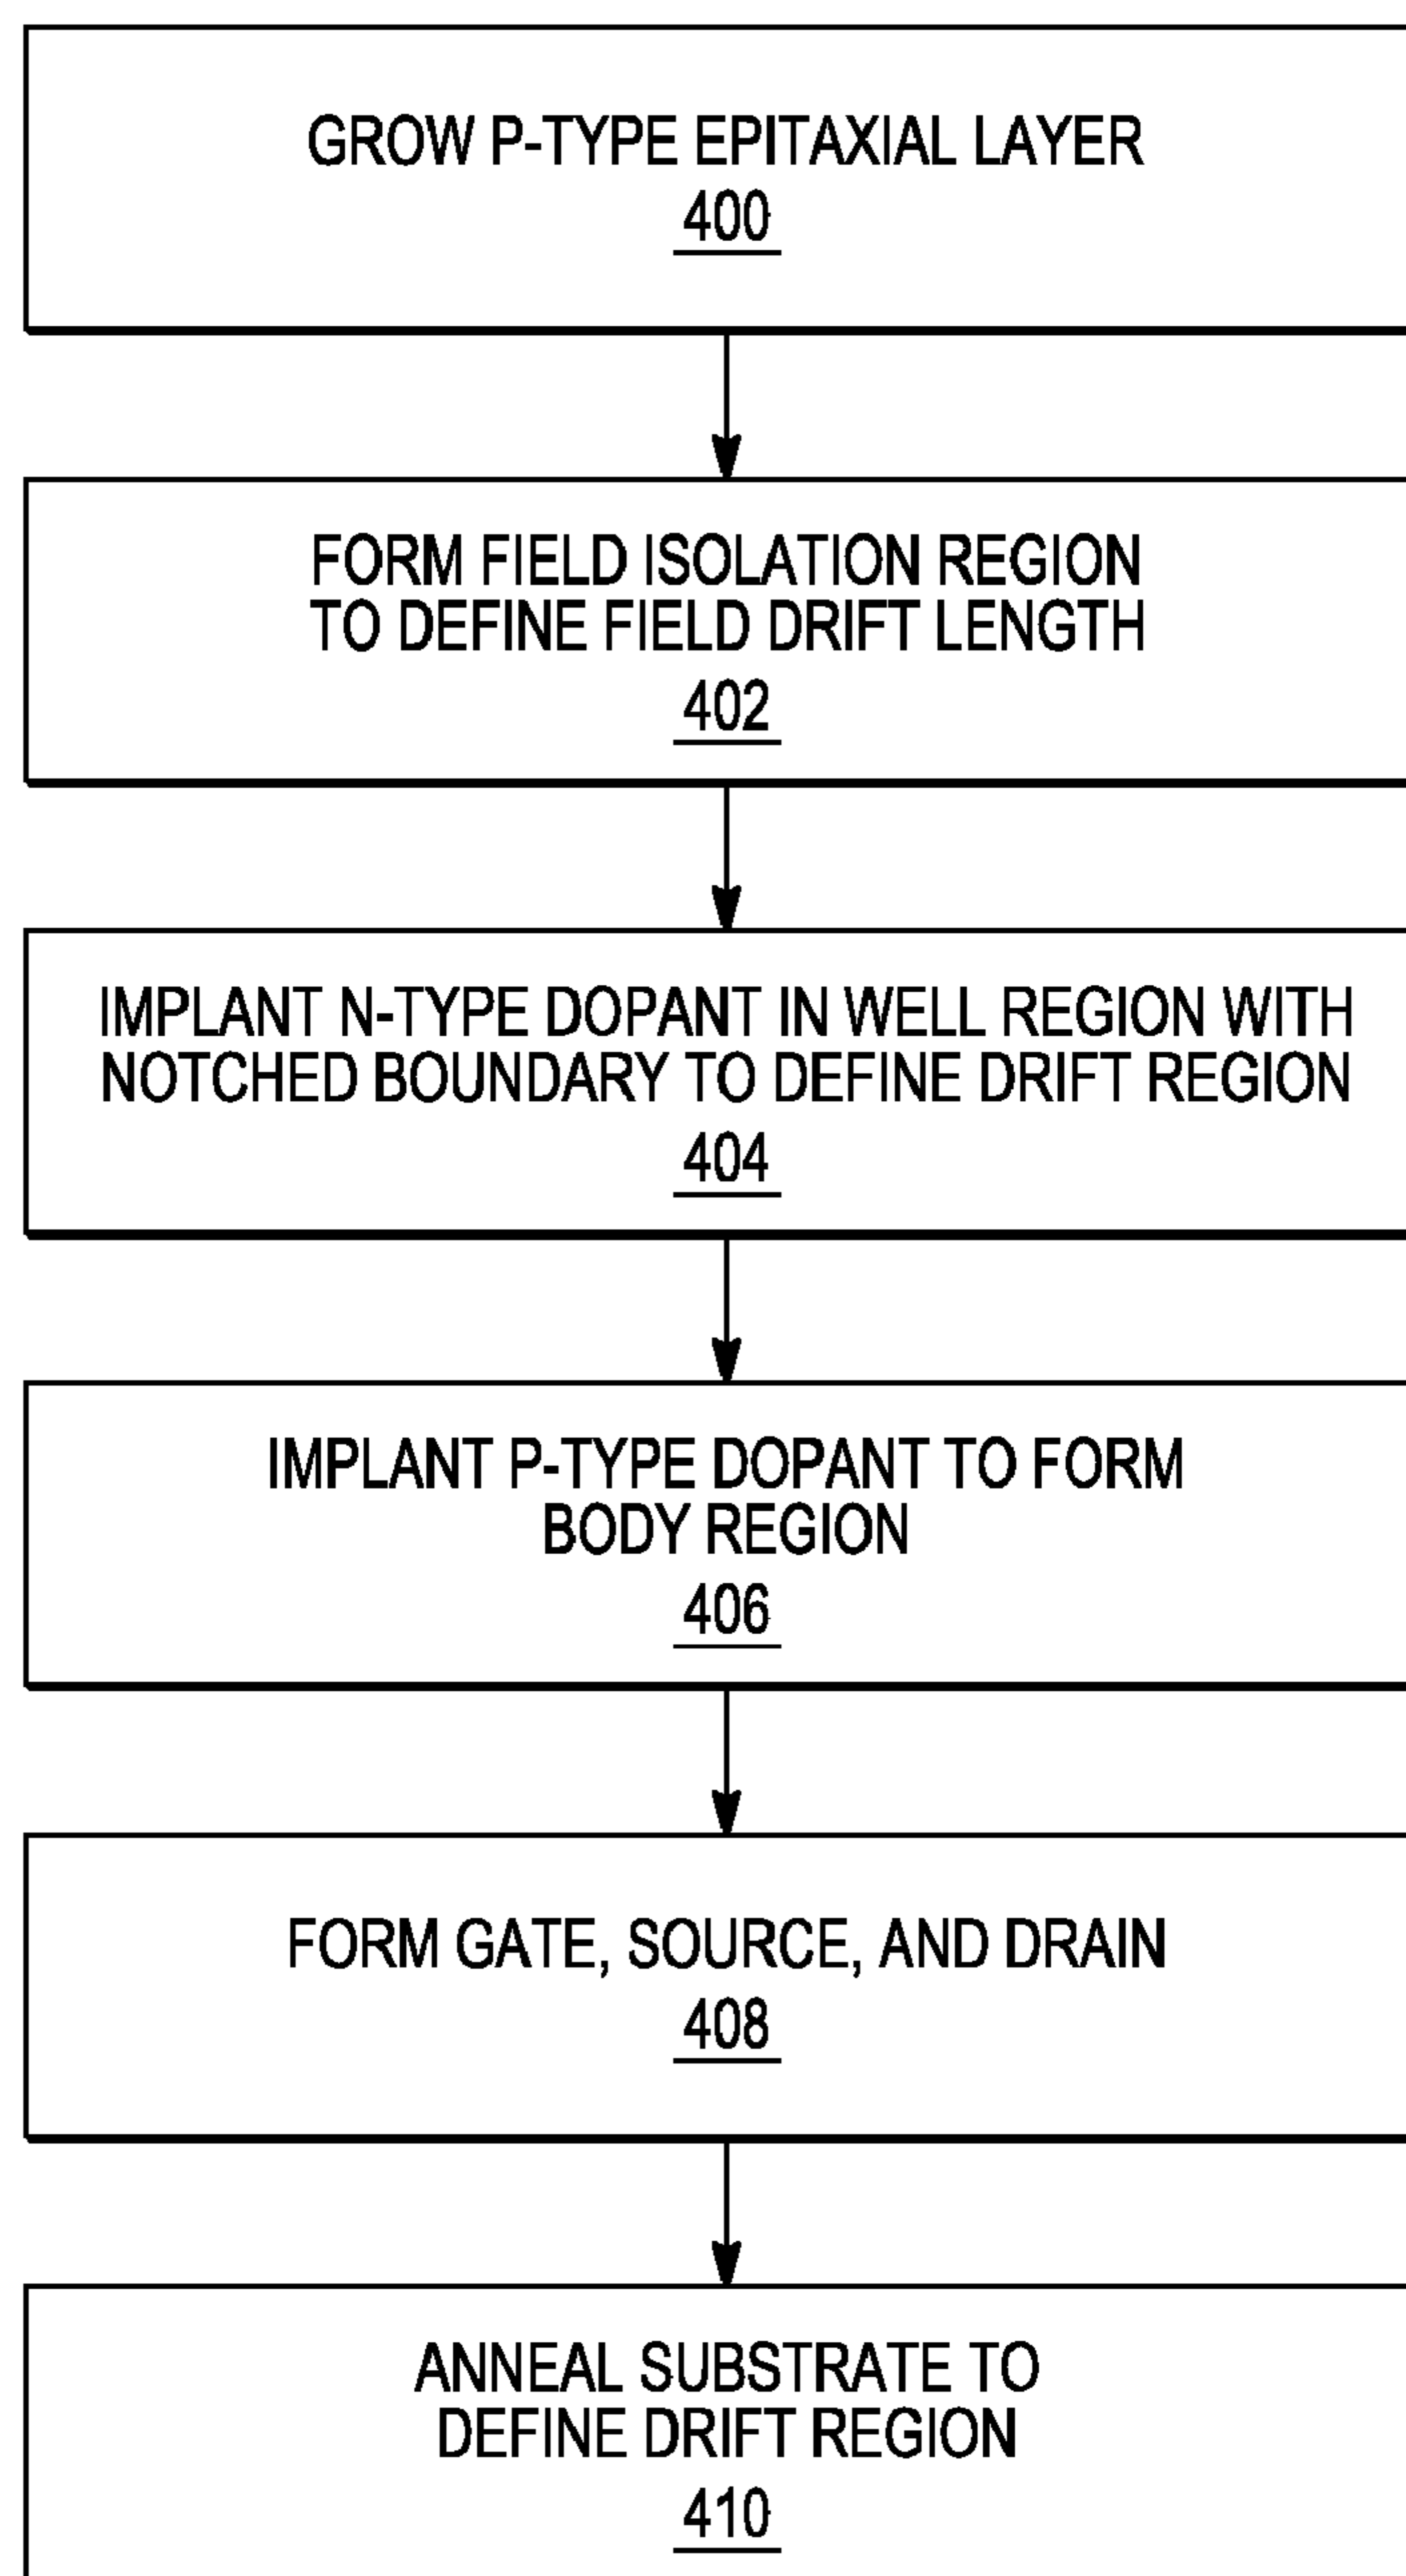 GROW P-TYPE EPITAXIAL LAYER
400
FORM FIELD ISOLATION REGION
TO DEFINE FIELD DRIFT LENGTH
402
IMPLANT N-TYPE DOPANT IN WELL REGION WITH
NOTCHED BOUNDARY TO DEFINE DRIFT REGION
404
IMPLANT P-TYPE DOPANT TO FORM
BODY REGION
406
FORM GATE, SOURCE, AND DRAIN
408
ANNEAL SUBSTRATE TO
DEFINE DRIFT REGION
410